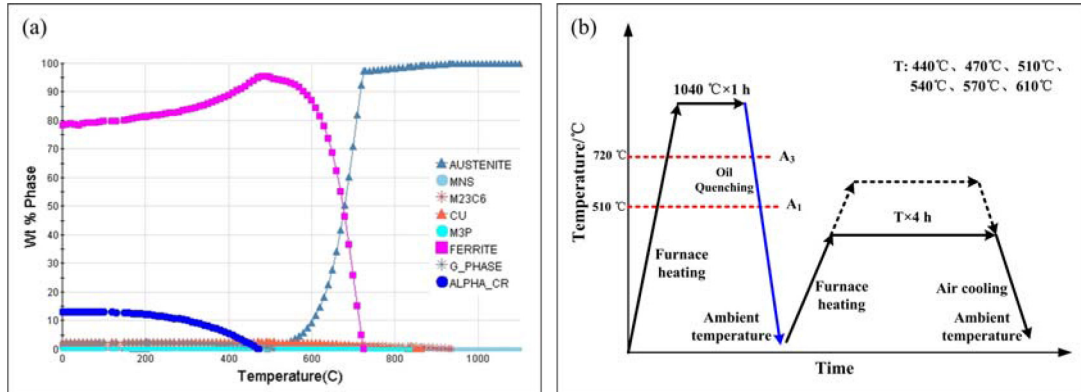 (a)
100
90
80
70
60
50
40
30
20
10
0
Wt % Phase
AUSTENITE
MNS
M23C6
CU
M3P
FERRITE
G_PHASE
ALPHA_CR
0 200 400 600 800 1000
Temperature(C)
(b)
T: 440℃、470℃、510℃、
540℃、570℃、610℃
1040 ℃×1 h
720 ℃
A3
Oil
Quenching
510 ℃
A1
T×4 h
Furnace
heating
Furnace
heating
Air cooling
Ambient
temperature
Ambient
temperature
Temperature/℃
Time